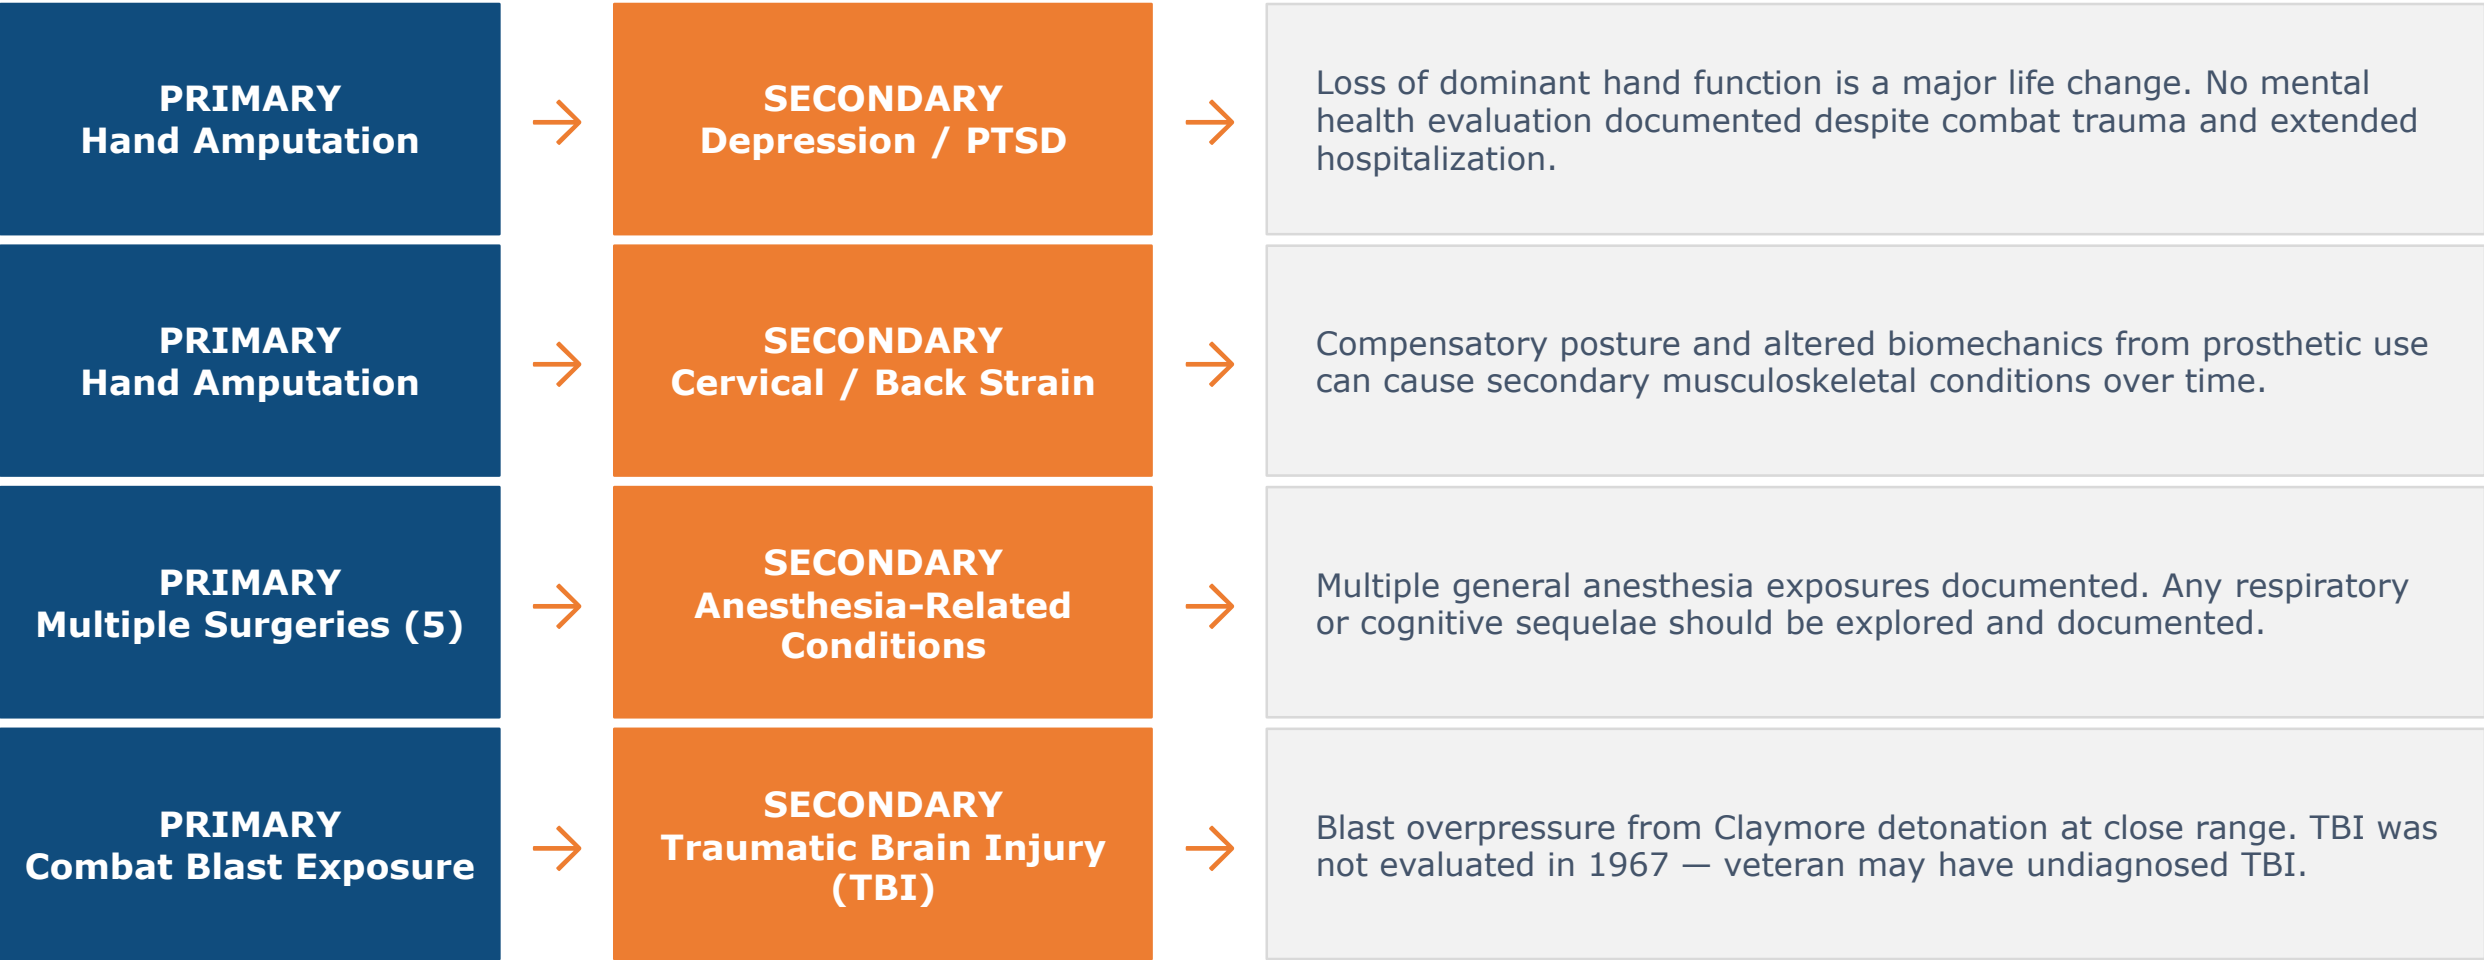 PRIMARY
Hand Amputation
SECONDARY
Depression / PTSD
Loss of dominant hand function is a major life change. No mental
health evaluation documented despite combat trauma and extended
hospitalization.
PRIMARY
Hand Amputation
SECONDARY
Cervical / Back Strain
Compensatory posture and altered biomechanics from prosthetic use
can cause secondary musculoskeletal conditions over time.
PRIMARY
Multiple Surgeries (5)
SECONDARY
Anesthesia-Related
Conditions
Multiple general anesthesia exposures documented. Any respiratory
or cognitive sequelae should be explored and documented.
PRIMARY
Combat Blast Exposure
SECONDARY
Traumatic Brain Injury
(TBI)
Blast overpressure from Claymore detonation at close range. TBI was
not evaluated in 1967 — veteran may have undiagnosed TBI.